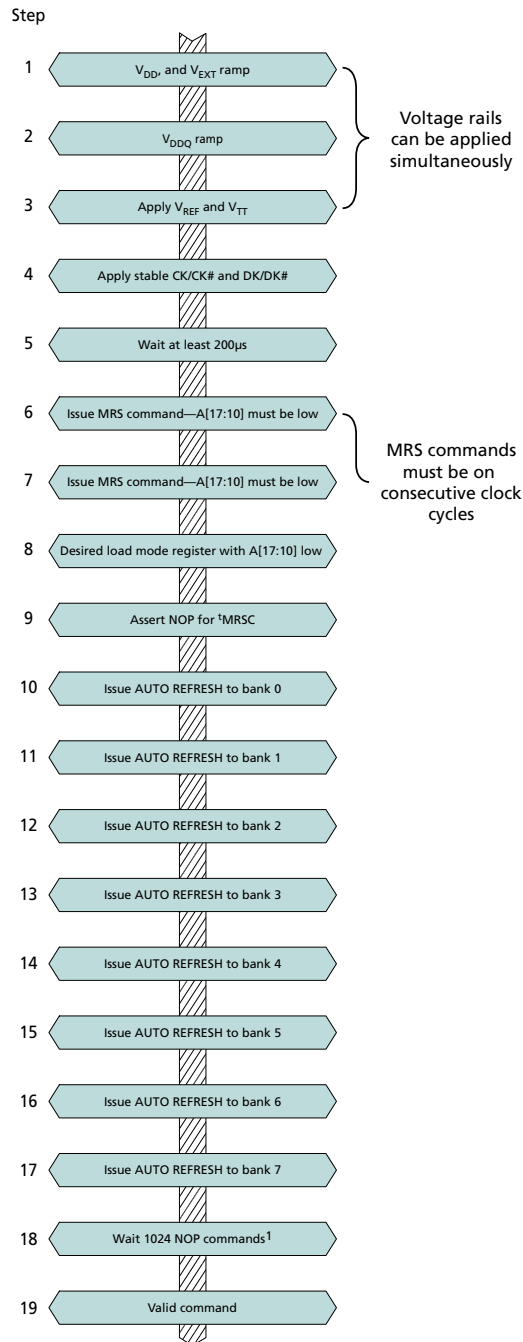 Step
1 V_DD, and V_EXT ramp
2 V_DDQ ramp
3 Apply V_REF and V_TT
Voltage rails
can be applied
simultaneously
4 Apply stable CK/CK# and DK/DK#
5 Wait at least 200µs
6 Issue MRS command—A[17:10] must be low
7 Issue MRS command—A[17:10] must be low
MRS commands
must be on
consecutive clock
cycles
8 Desired load mode register with A[17:10] low
9 Assert NOP for ᵗMRSC
10 Issue AUTO REFRESH to bank 0
11 Issue AUTO REFRESH to bank 1
12 Issue AUTO REFRESH to bank 2
13 Issue AUTO REFRESH to bank 3
14 Issue AUTO REFRESH to bank 4
15 Issue AUTO REFRESH to bank 5
16 Issue AUTO REFRESH to bank 6
17 Issue AUTO REFRESH to bank 7
18 Wait 1024 NOP commands¹
19 Valid command